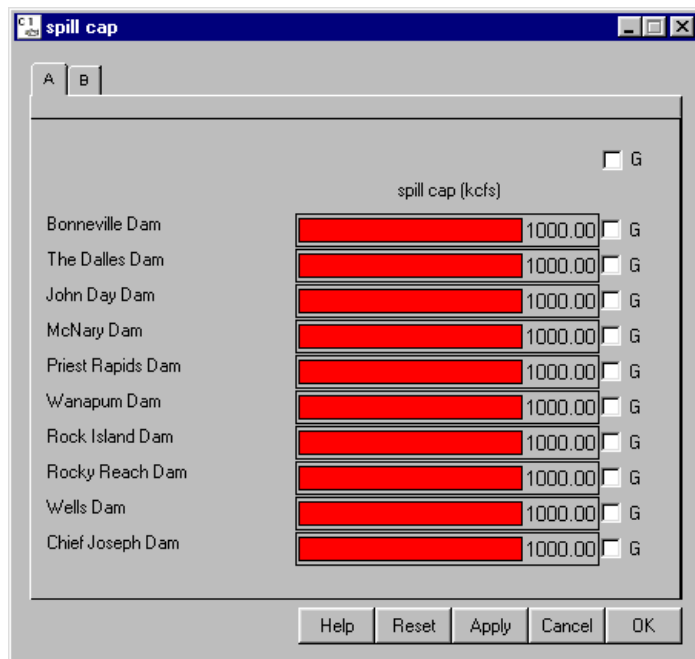 spill cap
A B
G
spill cap (kcfs)
Bonneville Dam 1000.00 G
The Dalles Dam 1000.00 G
John Day Dam 1000.00 G
McNary Dam 1000.00 G
Priest Rapids Dam 1000.00 G
Wanapum Dam 1000.00 G
Rock Island Dam 1000.00 G
Rocky Reach Dam 1000.00 G
Wells Dam 1000.00 G
Chief Joseph Dam 1000.00 G
Help Reset Apply Cancel OK